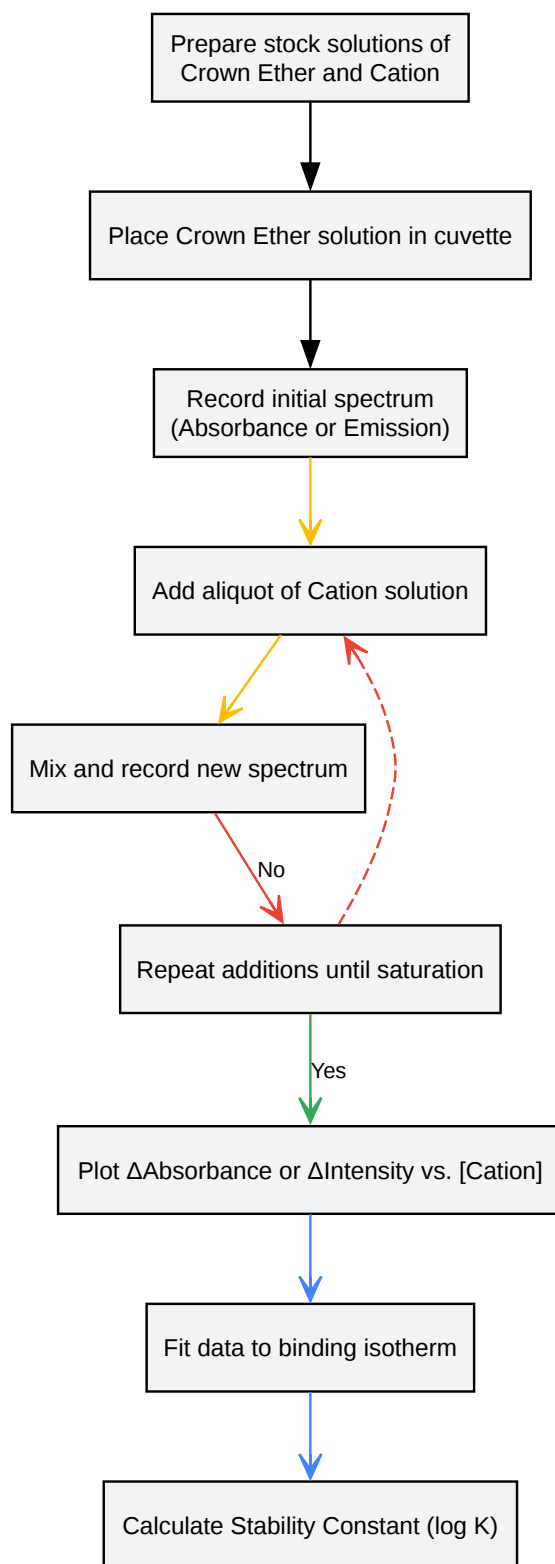 Prepare stock solutions of
Crown Ether and Cation
Place Crown Ether solution in cuvette
Record initial spectrum
(Absorbance or Emission)
Add aliquot of Cation solution
Mix and record new spectrum
No
Repeat additions until saturation
Yes
Plot ΔAbsorbance or ΔIntensity vs. [Cation]
Fit data to binding isotherm
Calculate Stability Constant (log K)